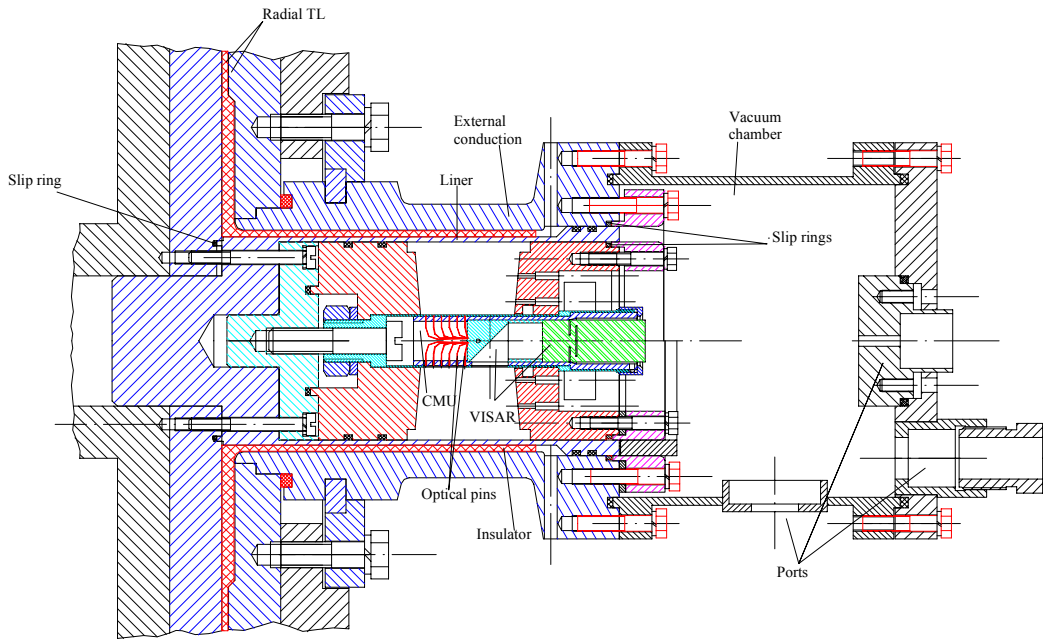 Radial TL
External
conduction
Vacuum
chamber
Slip ring
Liner
Slip rings
CMU
VISAR
Optical pins
Insulator
Ports